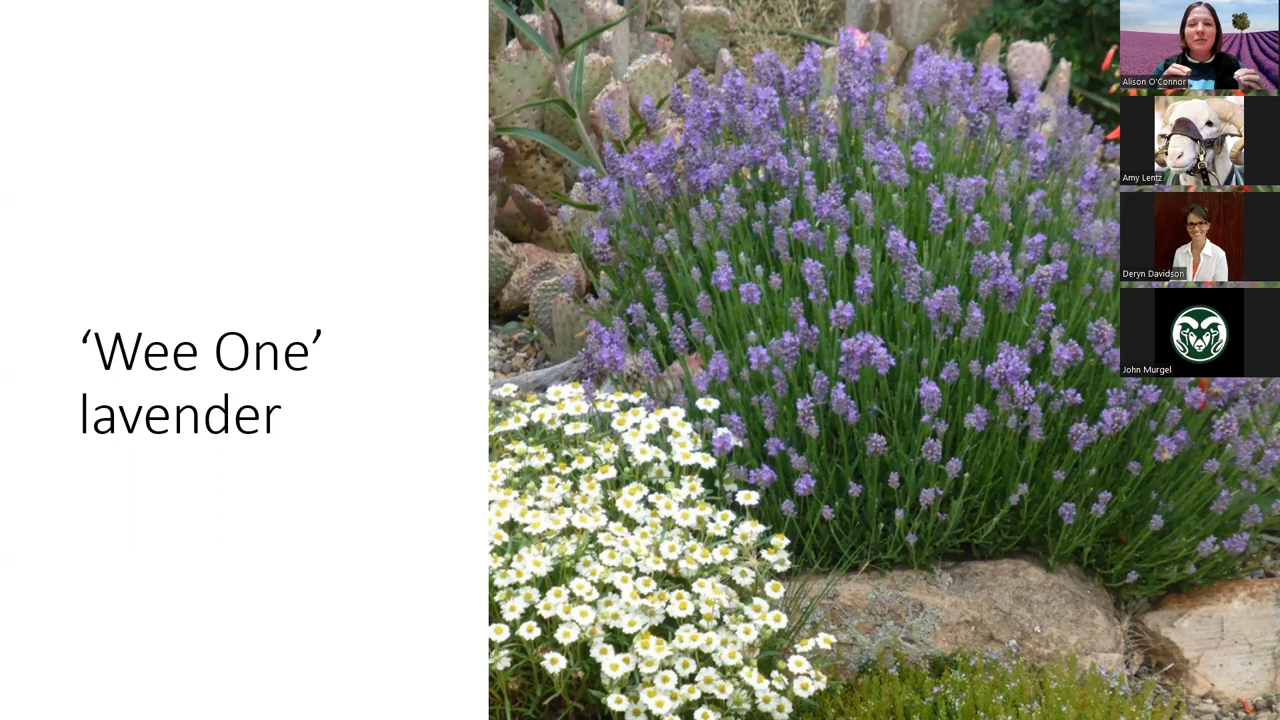 ‘Wee One’
lavender
Alison O'Connor
Amy Lentz
Deryn Davidson
John Murgel